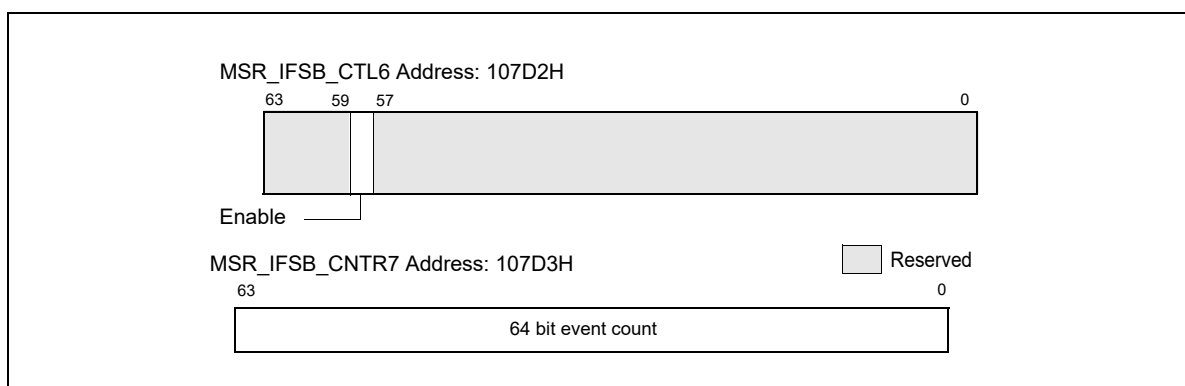 MSR_IFSB_CTL6 Address: 107D2H
63 59 57 0
Enable
MSR_IFSB_CNTR7 Address: 107D3H
Reserved
63 0
64 bit event count